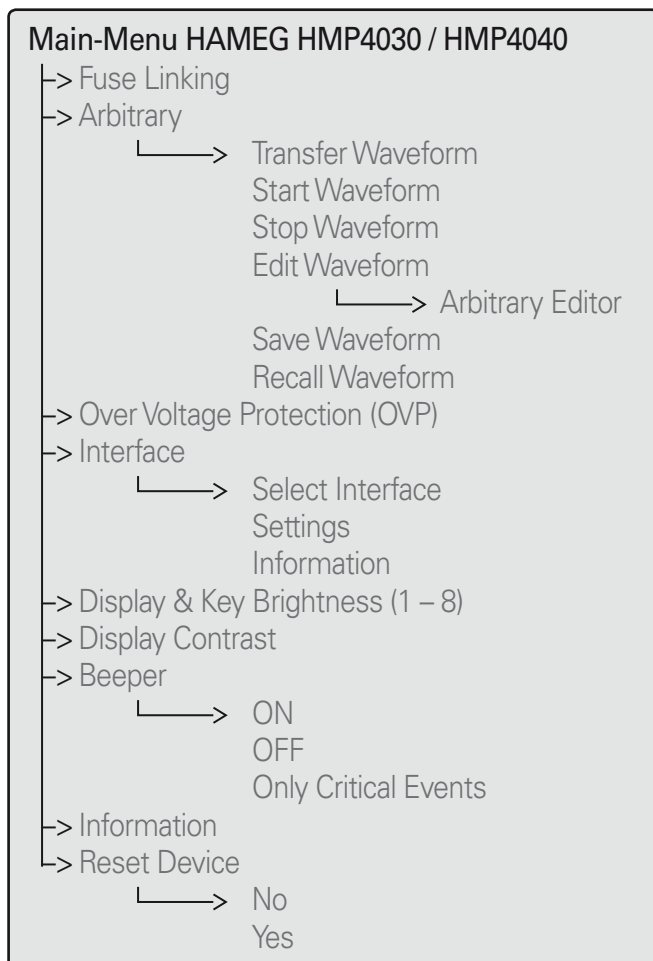 Main-Menu HAMEG HMP4030 / HMP4040
-> Fuse Linking
-> Arbitrary
Transfer Waveform
Start Waveform
Stop Waveform
Edit Waveform
Arbitrary Editor
Save Waveform
Recall Waveform
-> Over Voltage Protection (OVP)
-> Interface
Select Interface
Settings
Information
-> Display & Key Brightness (1 – 8)
-> Display Contrast
-> Beeper
ON
OFF
Only Critical Events
-> Information
-> Reset Device
No
Yes